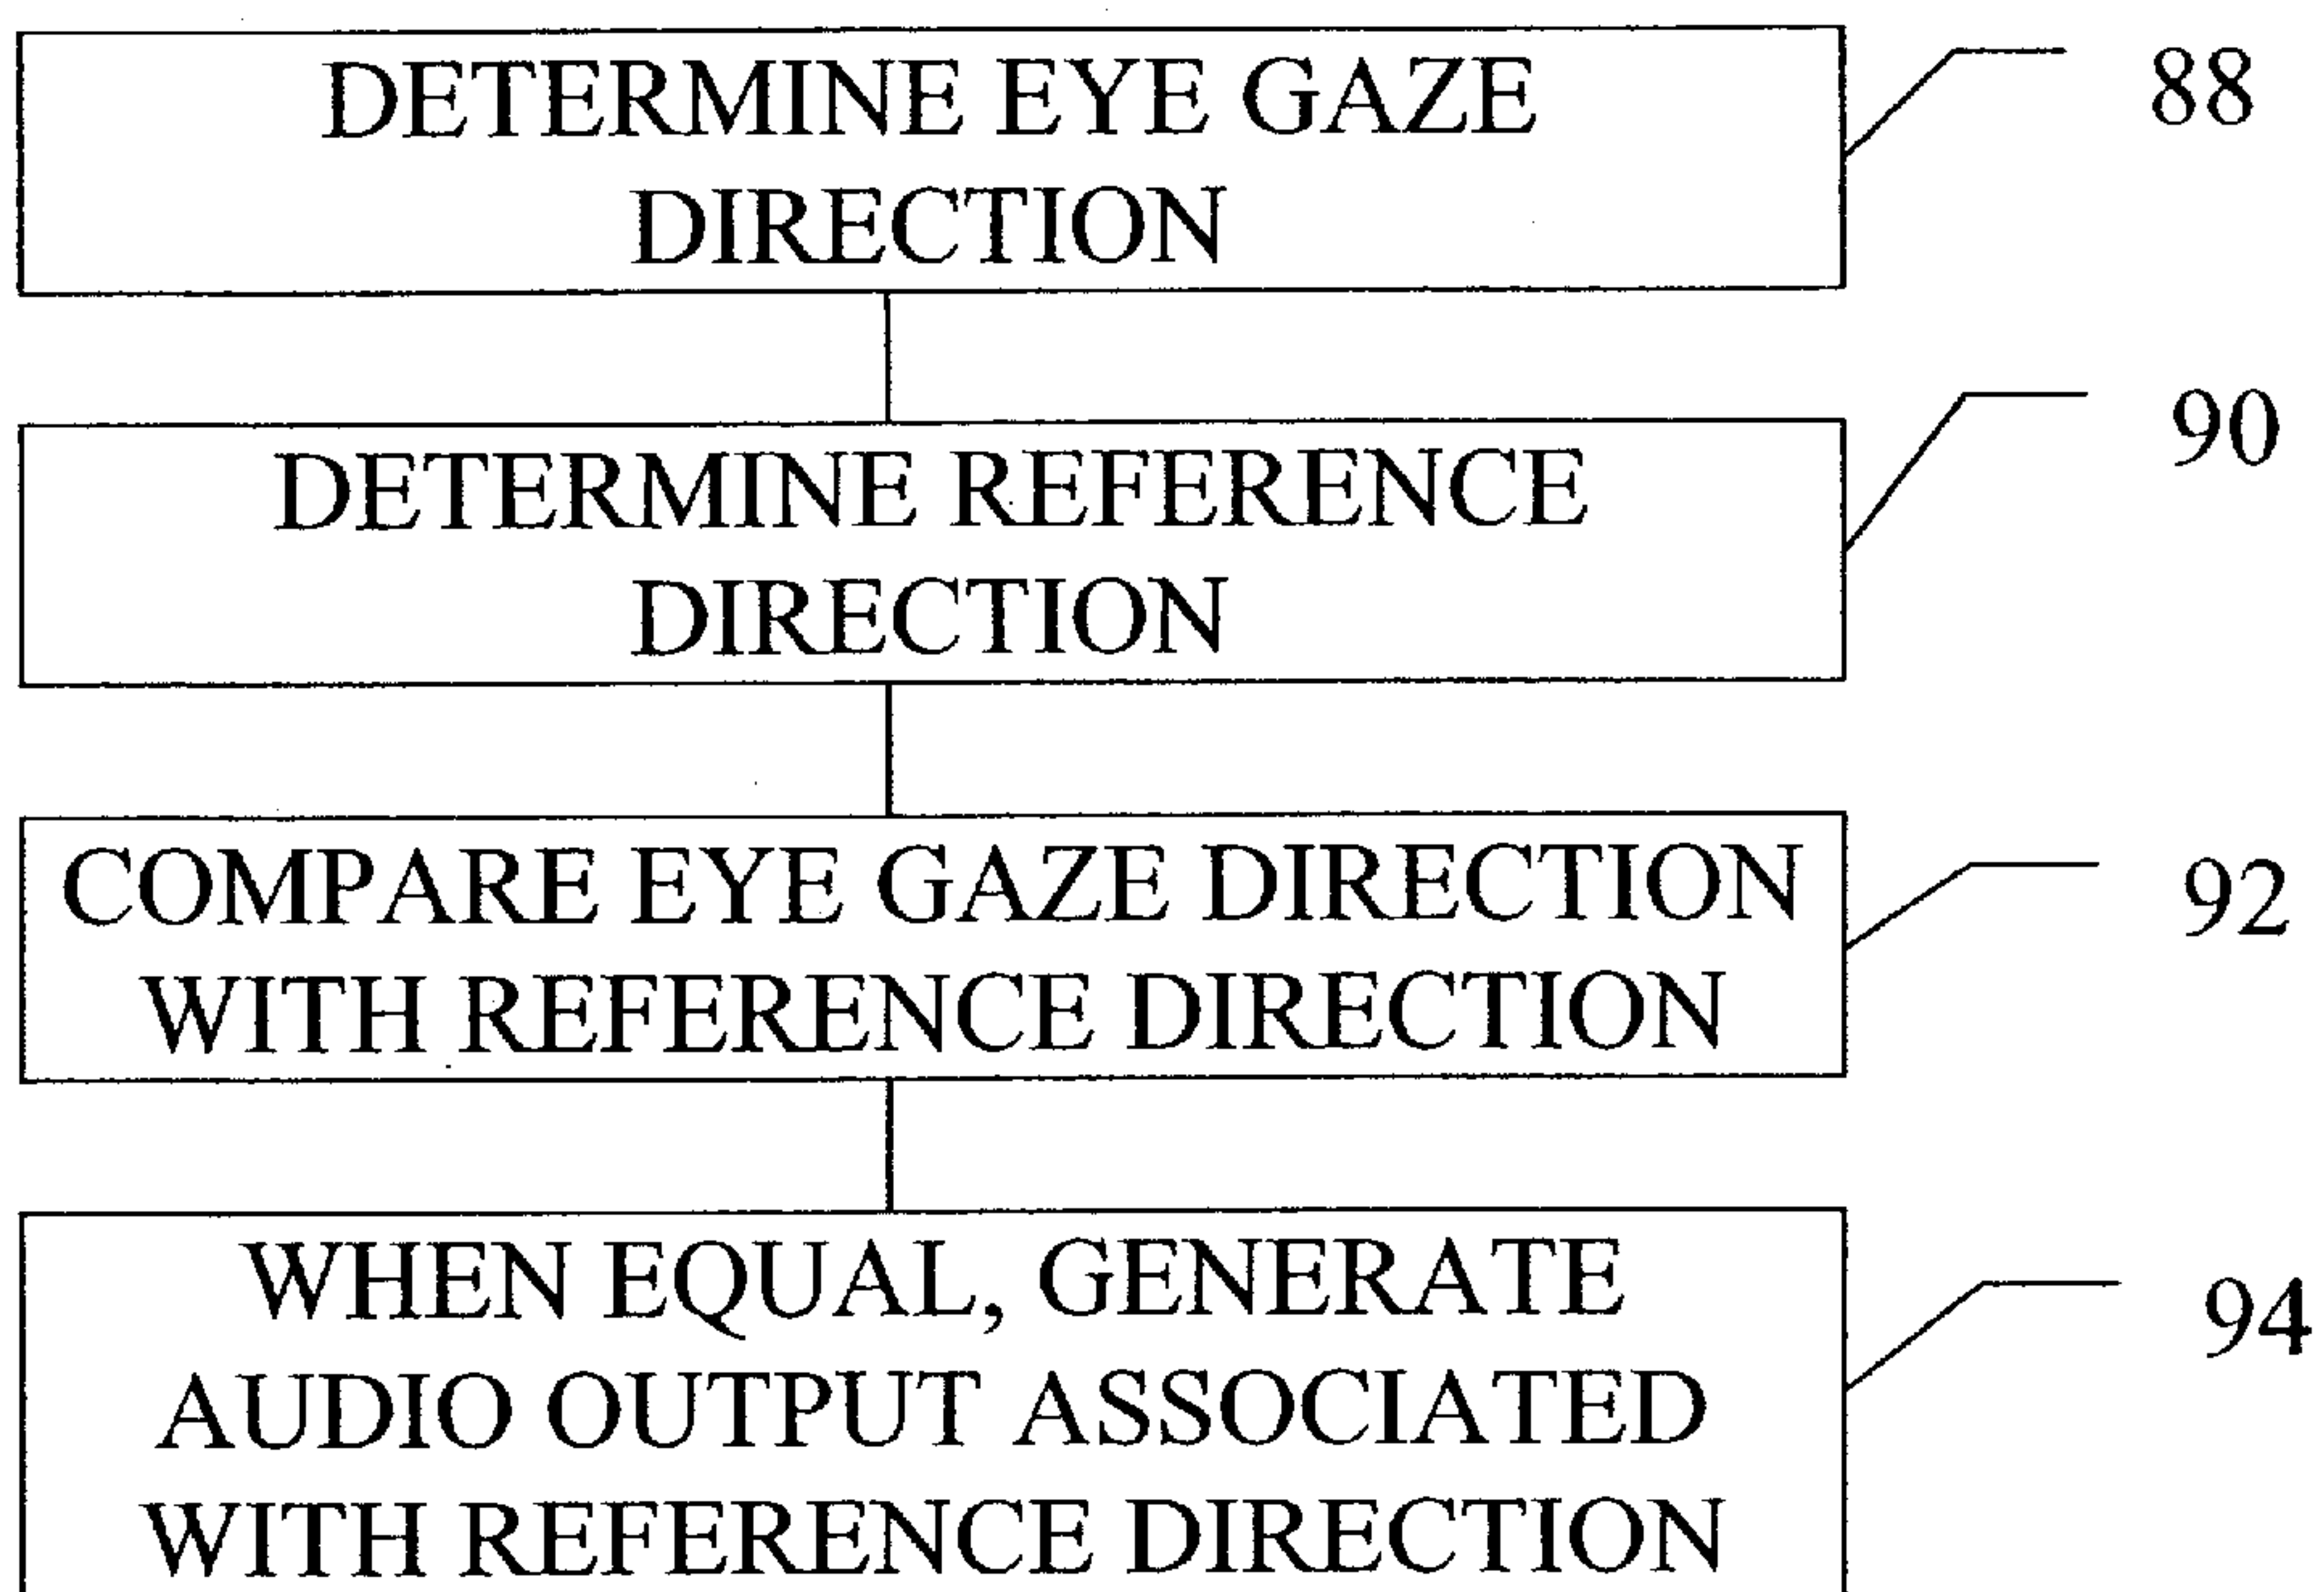 DETERMINE EYE GAZE
DIRECTION
88
DETERMINE REFERENCE
DIRECTION
90
COMPARE EYE GAZE DIRECTION
WITH REFERENCE DIRECTION
92
WHEN EQUAL, GENERATE
AUDIO OUTPUT ASSOCIATED
WITH REFERENCE DIRECTION
94